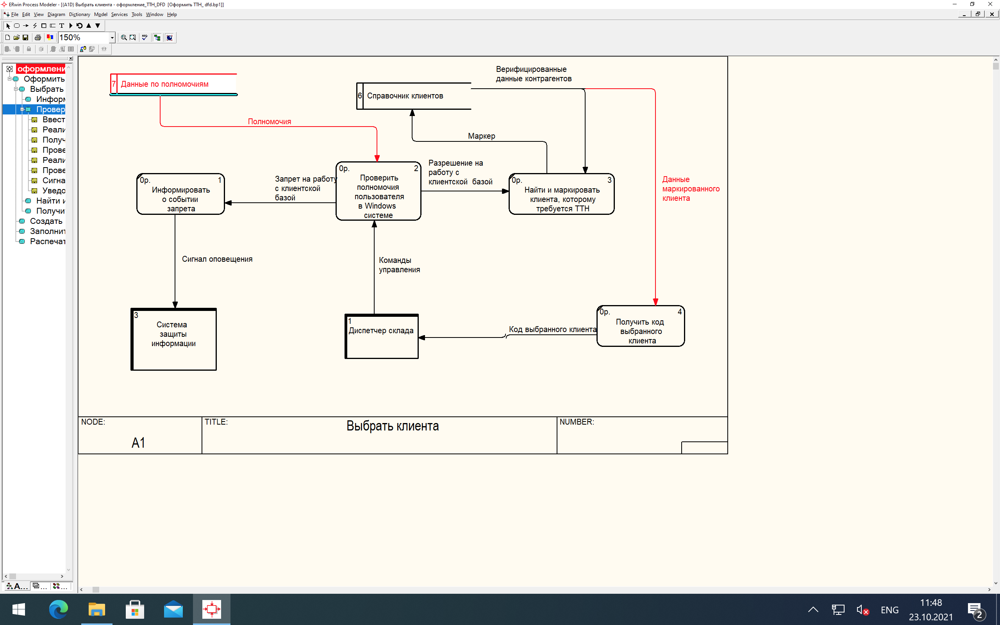 ERwin Process Modeler - [(A1D) Выбрать клиента - оформление_ТТН_DFD [Оформить ТТН_ dfd.bp1]]
File Edit View Diagram Dictionary Model Services Tools Window Help
T
150%
ABC
оформлени
Оформить
Выбрать
Информ
Провер
Ввест
Реали
Получ
Прове
Реали
Прове
Сигна
Уведо
Найти и
Получи
Создать
Заполнит
Распечат
A...
...
...
7 Данные по полномочиям
Верифицированные
данные контрагентов
6 Справочник клиентов
Полномочия
Маркер
0р. 1
Информировать
о событии
запрета
Запрет на работу
с клиентской
базой
0р. 2
Проверить
полномочия
пользователя
в Windows
системе
Разрешение на
работу с
клиентской базой
0р. 3
Найти и маркировать
клиента, которому
требуется ТТН
Данные
маркированного
клиента
Сигнал оповещения
Команды
управления
3
Система
защиты
информации
1
Диспетчер склада
Код выбранного клиента
0р. 4
Получить код
выбранного
клиента
NODE:
A1
TITLE:
Выбрать клиента
NUMBER:
ENG
11:48
23.10.2021
2